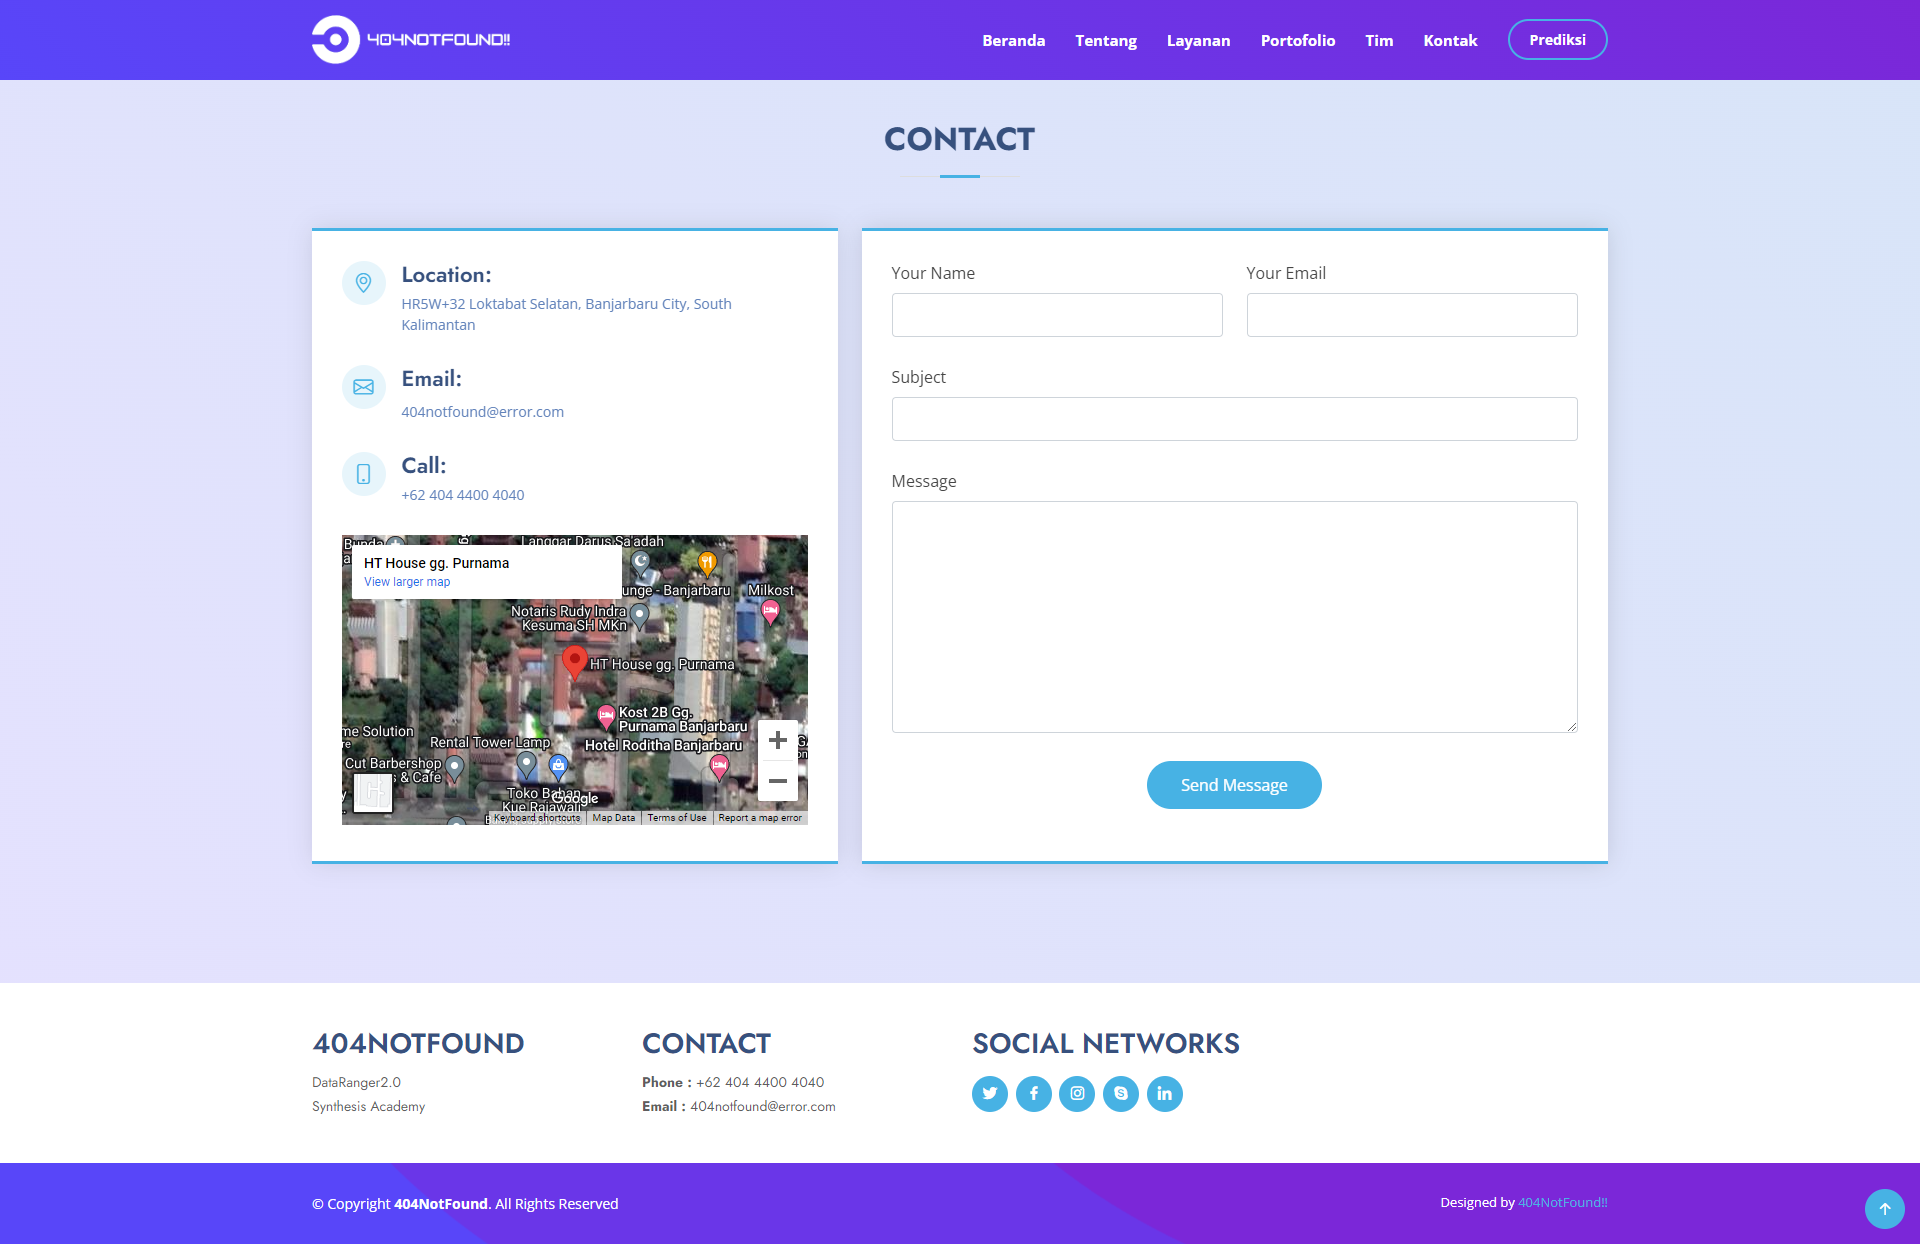 404NOTFOUND!!
Beranda
Tentang
Layanan
Portofolio
Tim
Kontak
Prediksi
CONTACT
Location:
HR5W+32 Loktabat Selatan, Banjarbaru City, South
Kalimantan
Email:
404notfound@error.com
Call:
+62 404 4400 4040
Langgar Darus Sa'adah
HT House gg. Purnama
View larger map
unge - Banjarbaru
Milkost
Notaris Rudy Indra
Kesuma SH MKn
HT House gg. Purnama
Kost 2B Gg.
Purnama Banjarbaru
me Solution
Rental Tower Lamp
Hotel Roditha Banjarbaru
Cut Barbershop
& Cafe
Toko Bahan
Kue Rajawali
Google
Keyboard shortcuts
Map Data
Terms of Use
Report a map error
Your Name
Your Email
Subject
Message
Send Message
404NOTFOUND
DataRanger2.0
Synthesis Academy
CONTACT
Phone : +62 404 4400 4040
Email : 404notfound@error.com
SOCIAL NETWORKS
© Copyright 404NotFound. All Rights Reserved
Designed by 404NotFound!!